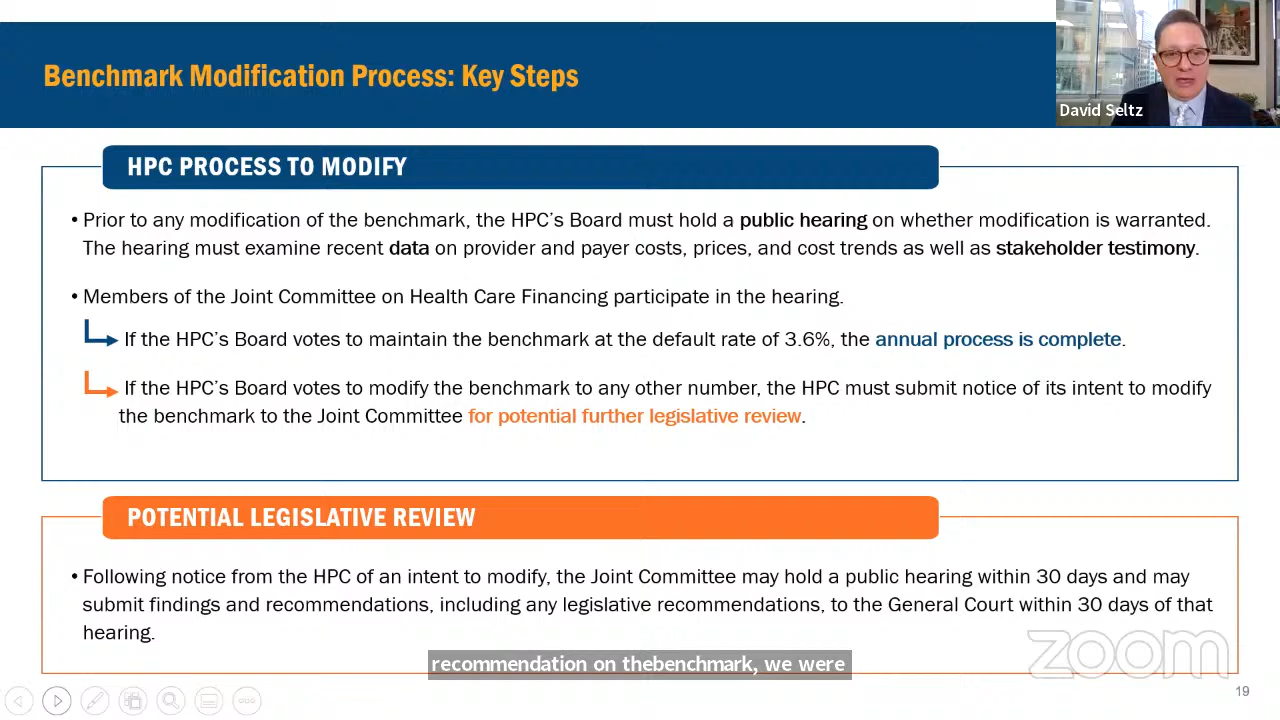 Benchmark Modification Process: Key Steps
David Seltz
HPC PROCESS TO MODIFY
• Prior to any modification of the benchmark, the HPC's Board must hold a public hearing on whether modification is warranted.
The hearing must examine recent data on provider and payer costs, prices, and cost trends as well as stakeholder testimony.
• Members of the Joint Committee on Health Care Financing participate in the hearing.
If the HPC's Board votes to maintain the benchmark at the default rate of 3.6%, the annual process is complete.
If the HPC's Board votes to modify the benchmark to any other number, the HPC must submit notice of its intent to modify
the benchmark to the Joint Committee for potential further legislative review.
POTENTIAL LEGISLATIVE REVIEW
• Following notice from the HPC of an intent to modify, the Joint Committee may hold a public hearing within 30 days and may
submit findings and recommendations, including any legislative recommendations, to the General Court within 30 days of that
hearing.
zoom
recommendation on thebenchmark, we were
19